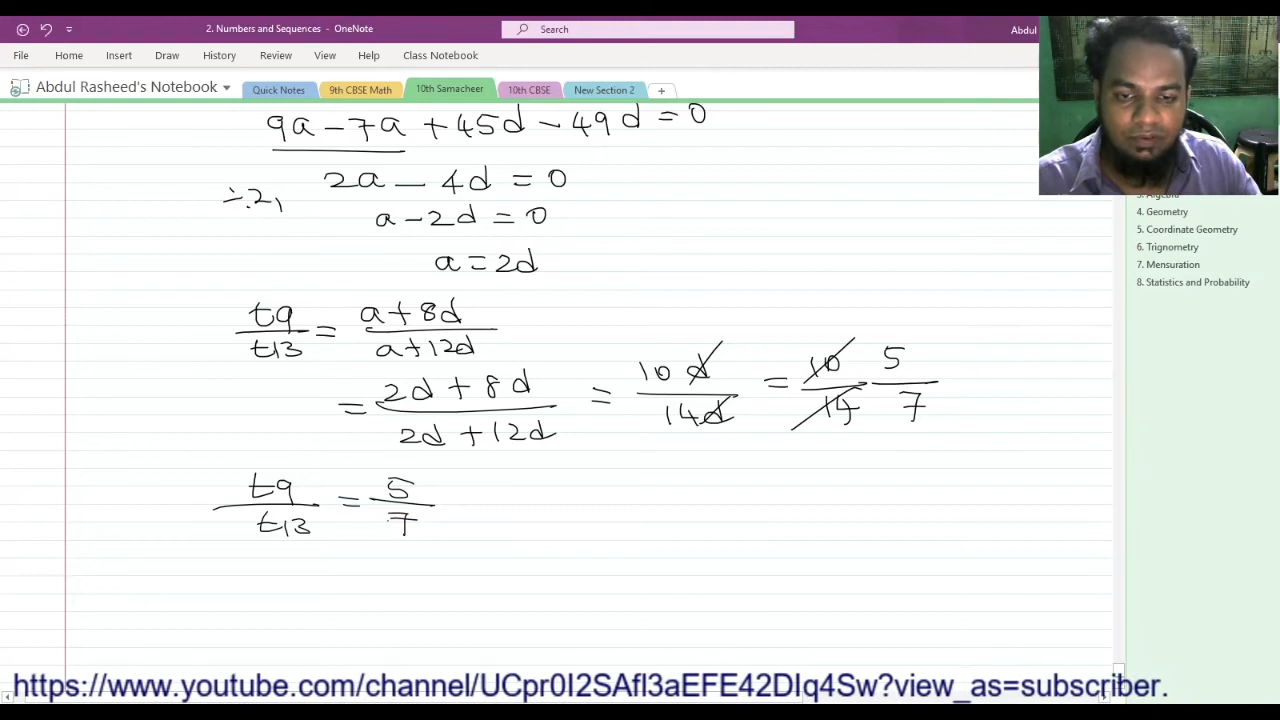 2. Numbers and Sequences - OneNote
Search
Abdul
File Home Insert Draw History Review View Help Class Notebook
Abdul Rasheed's Notebook
Quick Notes
9th CBSE Math
10th Samacheer
10th CBSE
New Section 2
+
4. Geometry
5. Coordinate Geometry
6. Trignometry
7. Mensuration
8. Statistics and Probability
9a - 7a + 45d - 49d = 0
2a - 4d = 0
÷2,
a - 2d = 0
a = 2d
t9/t13 = a + 8d / a + 12d
= 2d + 8d / 2d + 12d = 10d / 14d = 10/14 5/7
t9/t13 = 5/7
https://www.youtube.com/channel/UCpr0I2SAfI3aEFE42DIq4Sw?view_as=subscriber.